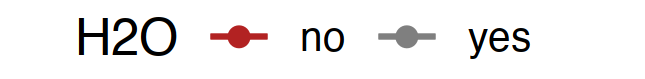 H2O no yes